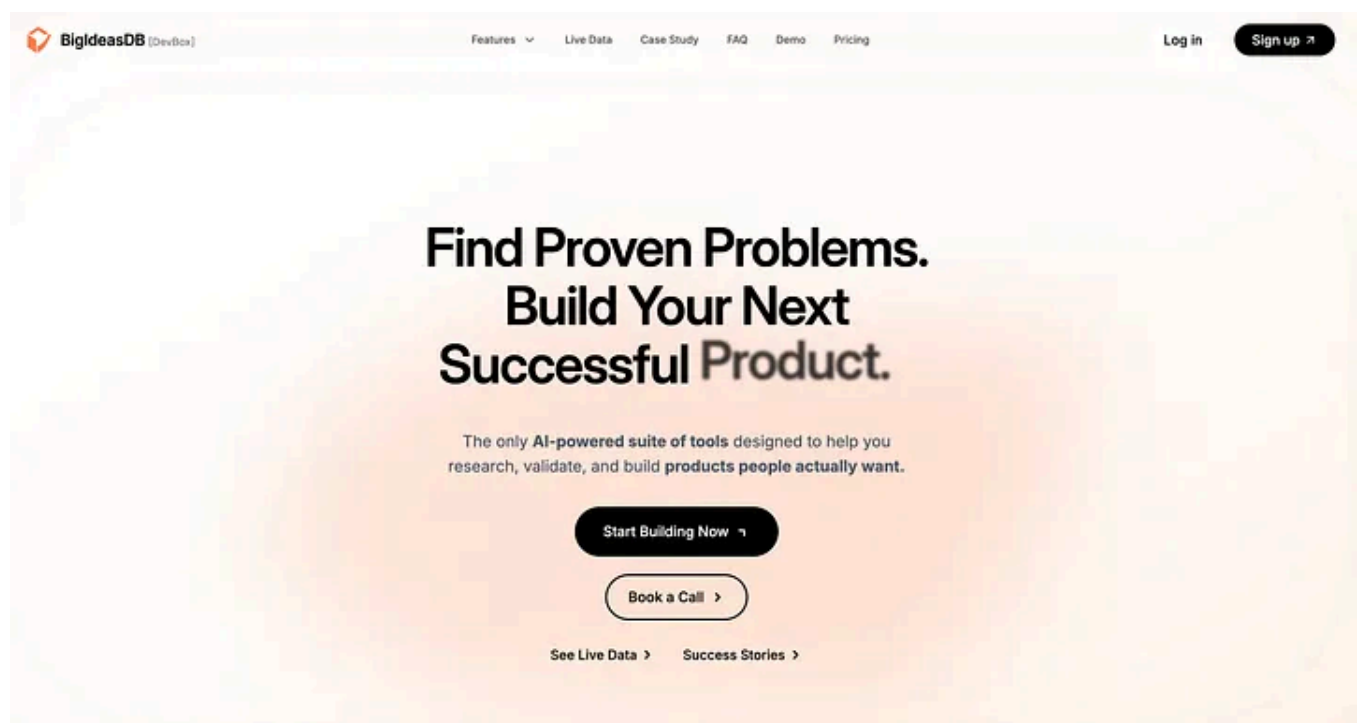 BigIdeasDB [DevBox]
Features Live Data Case Study FAQ Demo Pricing
Log in
Sign up
Find Proven Problems.
Build Your Next
Successful Product.
The only AI-powered suite of tools designed to help you
research, validate, and build products people actually want.
Start Building Now
Book a Call
See Live Data Success Stories